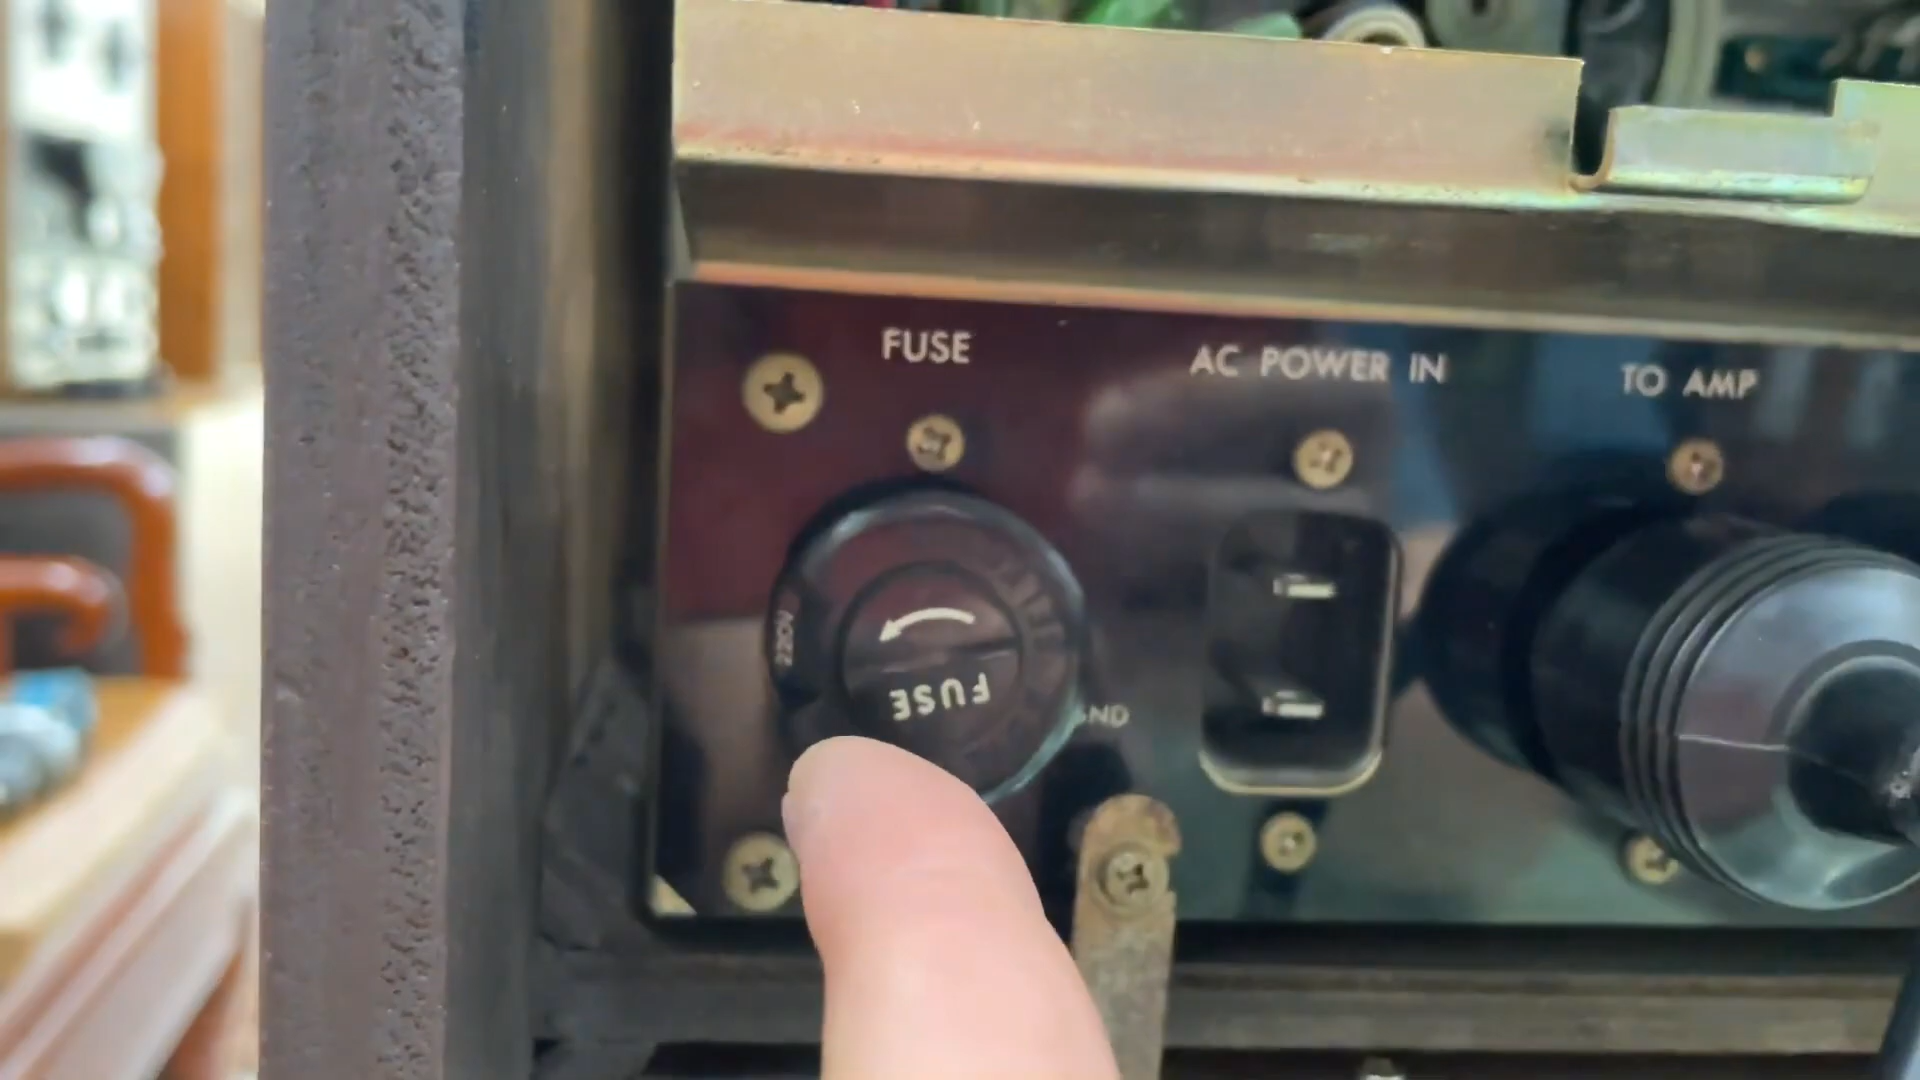 FUSE
AC POWER IN
TO AMP
220V
FUSE
GND